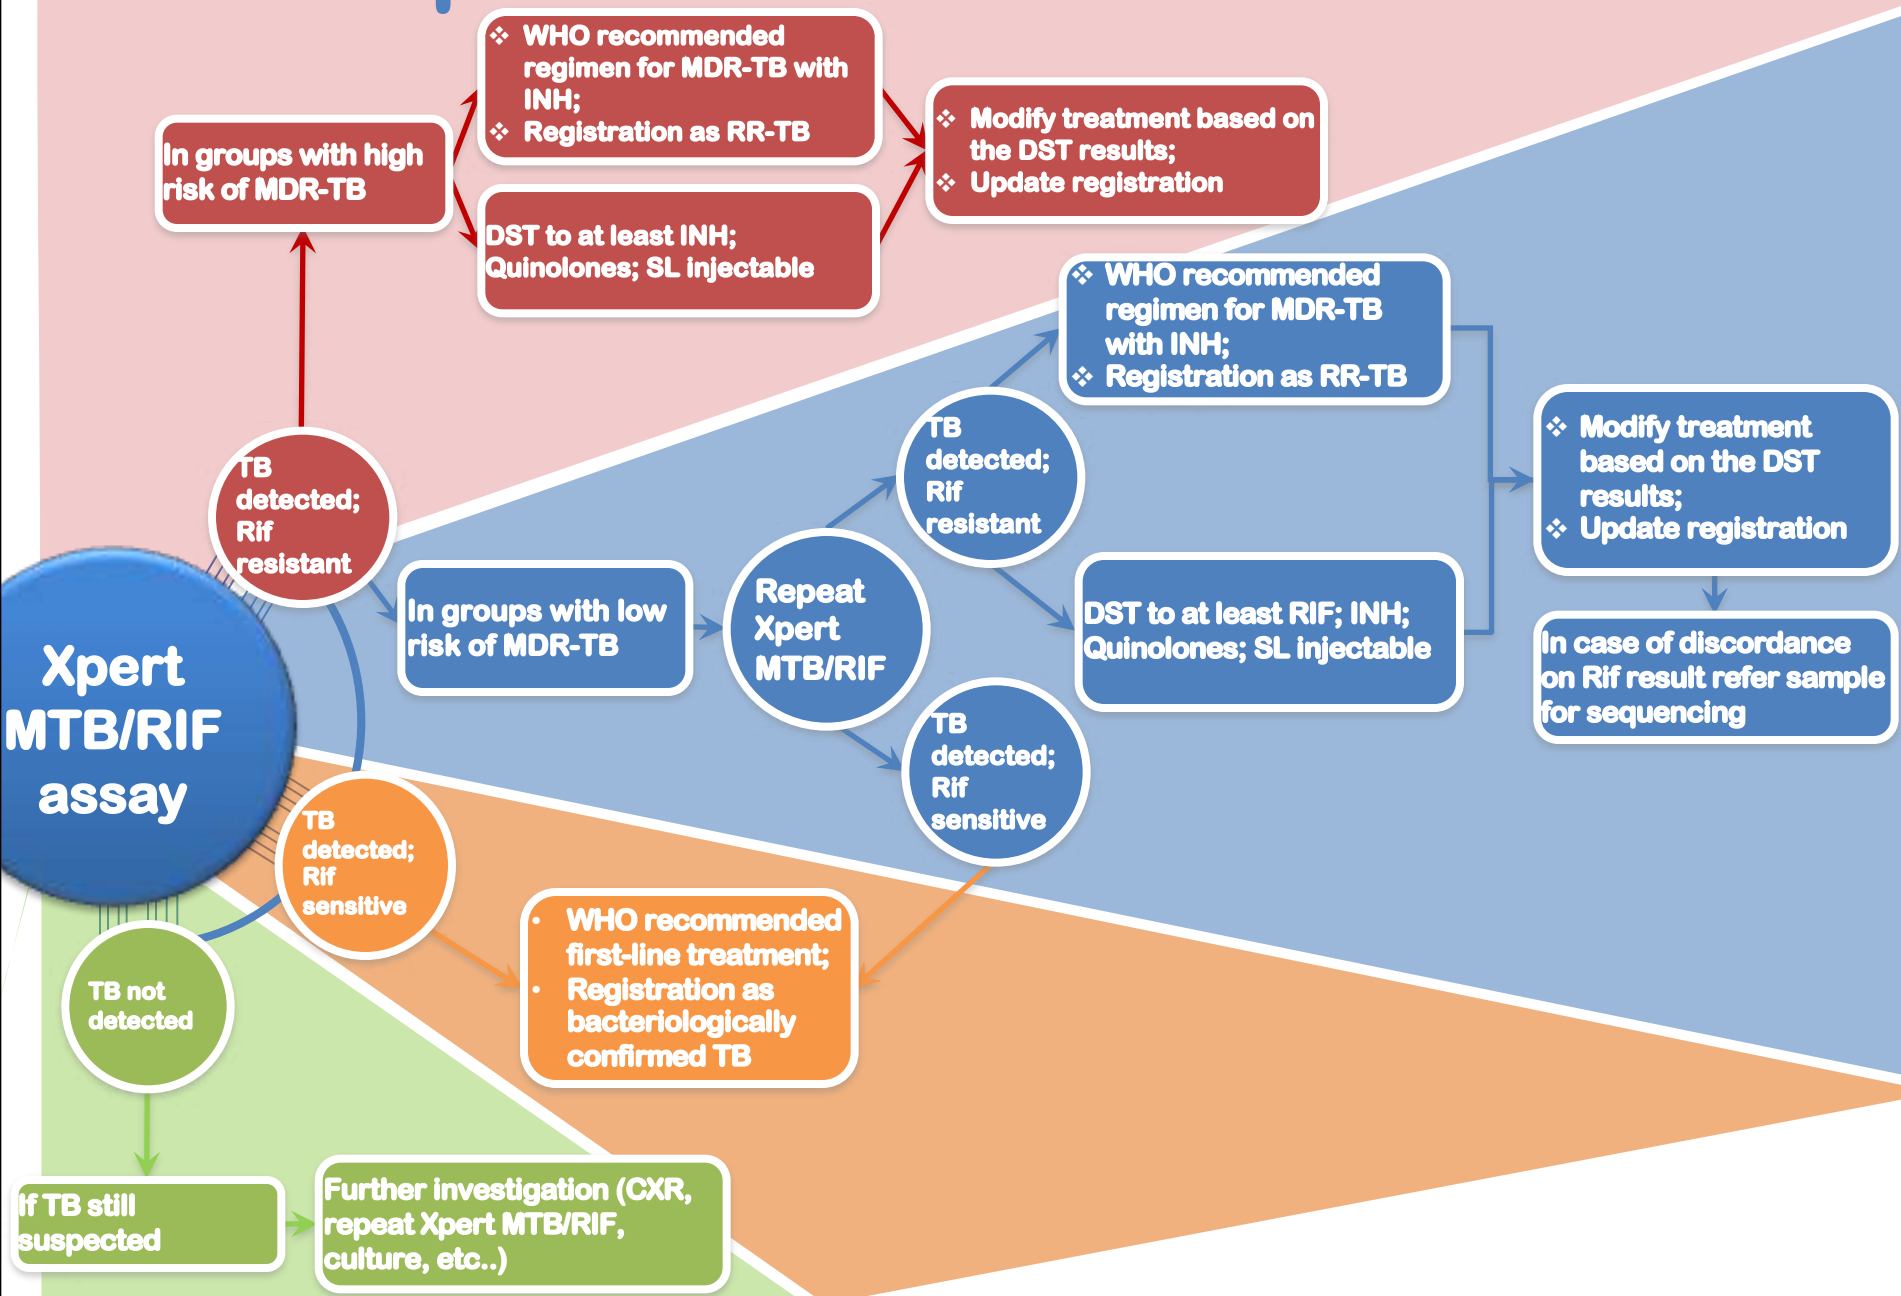 ❖ WHO recommended
regimen for MDR-TB with
INH;
❖ Registration as RR-TB
❖ Modify treatment based on
the DST results;
❖ Update registration
In groups with high
risk of MDR-TB
DST to at least INH;
Quinolones; SL injectable
❖ WHO recommended
regimen for MDR-TB
with INH;
❖ Registration as RR-TB
TB
detected;
Rif
resistant
TB
detected;
Rif
resistant
❖ Modify treatment
based on the DST
results;
❖ Update registration
In groups with low
risk of MDR-TB
Repeat
Xpert
MTB/RIF
DST to at least RIF; INH;
Quinolones; SL injectable
In case of discordance
on Rif result refer sample
for sequencing
Xpert
MTB/RIF
assay
TB
detected;
Rif
sensitive
TB
detected;
Rif
sensitive
• WHO recommended
first-line treatment;
• Registration as
bacteriologically
confirmed TB
TB not
detected
If TB still
suspected
Further investigation (CXR,
repeat Xpert MTB/RIF,
culture, etc..)